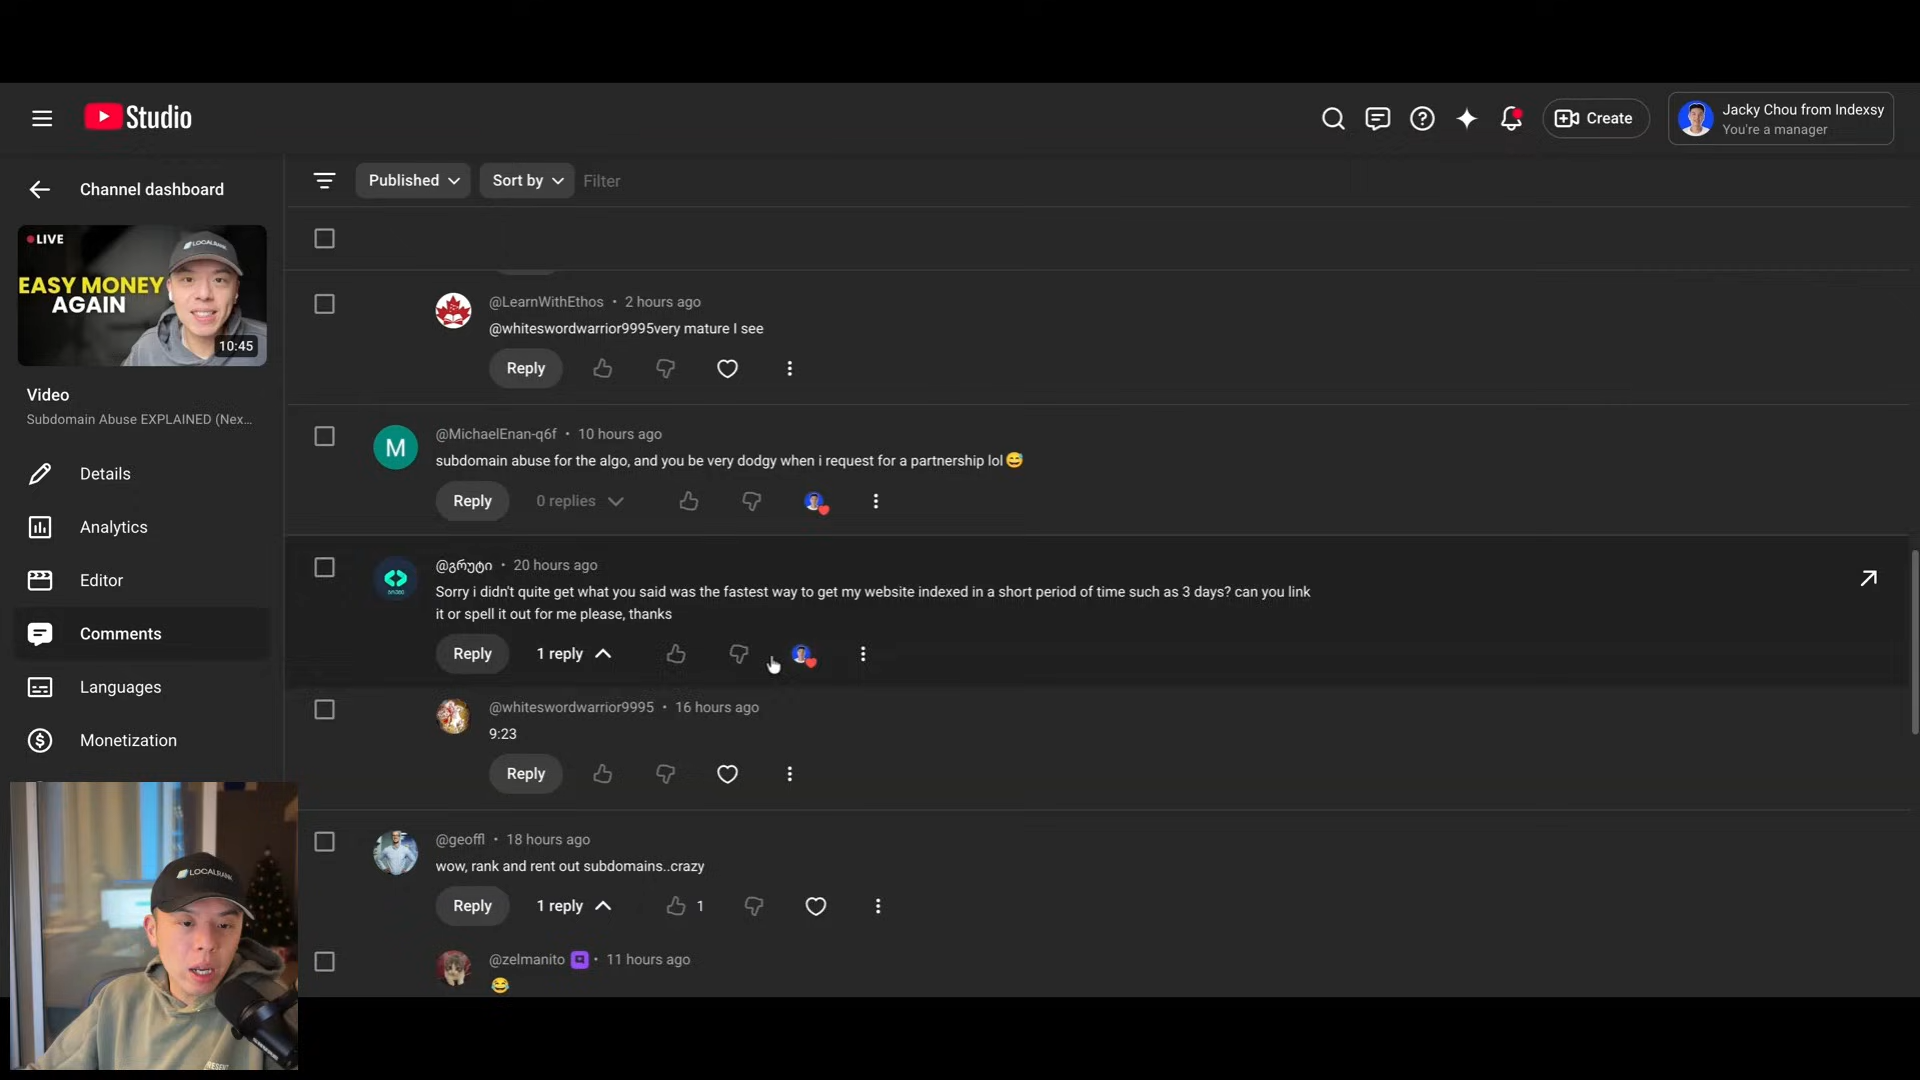 Studio
Create
Jacky Chou from Indexsy
You're a manager
Channel dashboard
Published
Sort by
Filter
LIVE
EASY MONEY
AGAIN
LOCALRANK
10:45
Video
Subdomain Abuse EXPLAINED (Nex...
Details
Analytics
Editor
Comments
Languages
Monetization
@LearnWithEthos • 2 hours ago
@whiteswordwarrior9995very mature I see
Reply
M
@MichaelEnan-q6f • 10 hours ago
subdomain abuse for the algo, and you be very dodgy when i request for a partnership lol😅
Reply
0 replies
@გრუტი • 20 hours ago
Sorry i didn't quite get what you said was the fastest way to get my website indexed in a short period of time such as 3 days? can you link
it or spell it out for me please, thanks
Reply
1 reply
@whiteswordwarrior9995 • 16 hours ago
9:23
Reply
@geoffl • 18 hours ago
wow, rank and rent out subdomains..crazy
Reply
1 reply
1
@zelmanito • 11 hours ago
😂
LOCALRANK